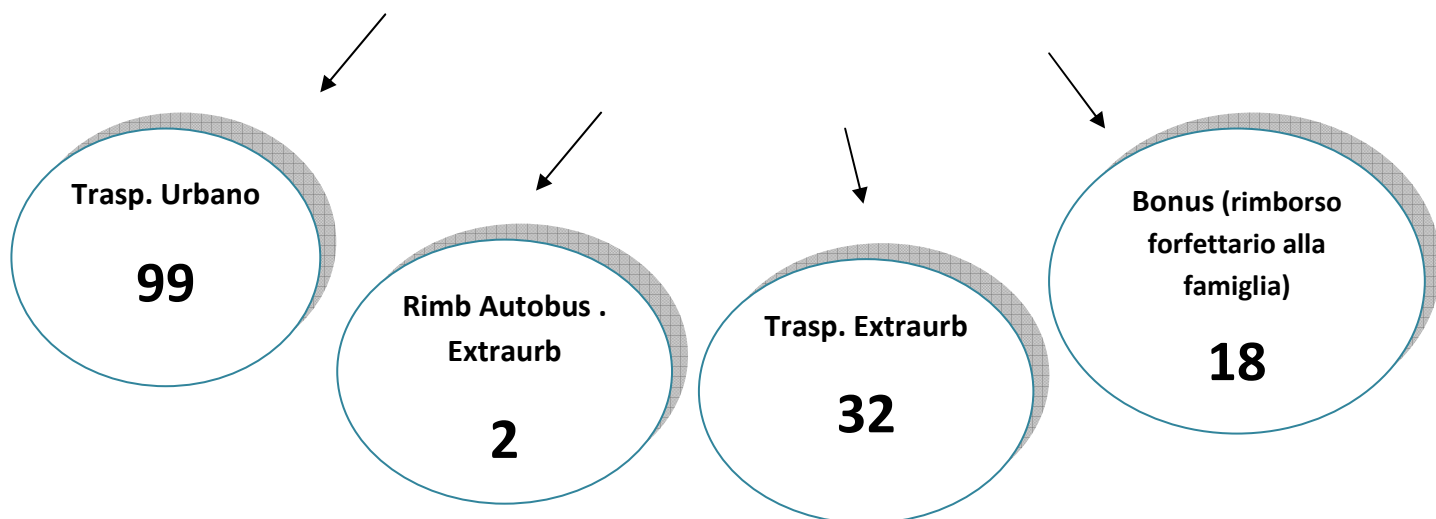 Trasp. Urbano
99
Rimb Autobus .
Extraurb
2
Trasp. Extraurb
32
Bonus (rimborso
forfettario alla
famiglia)
18